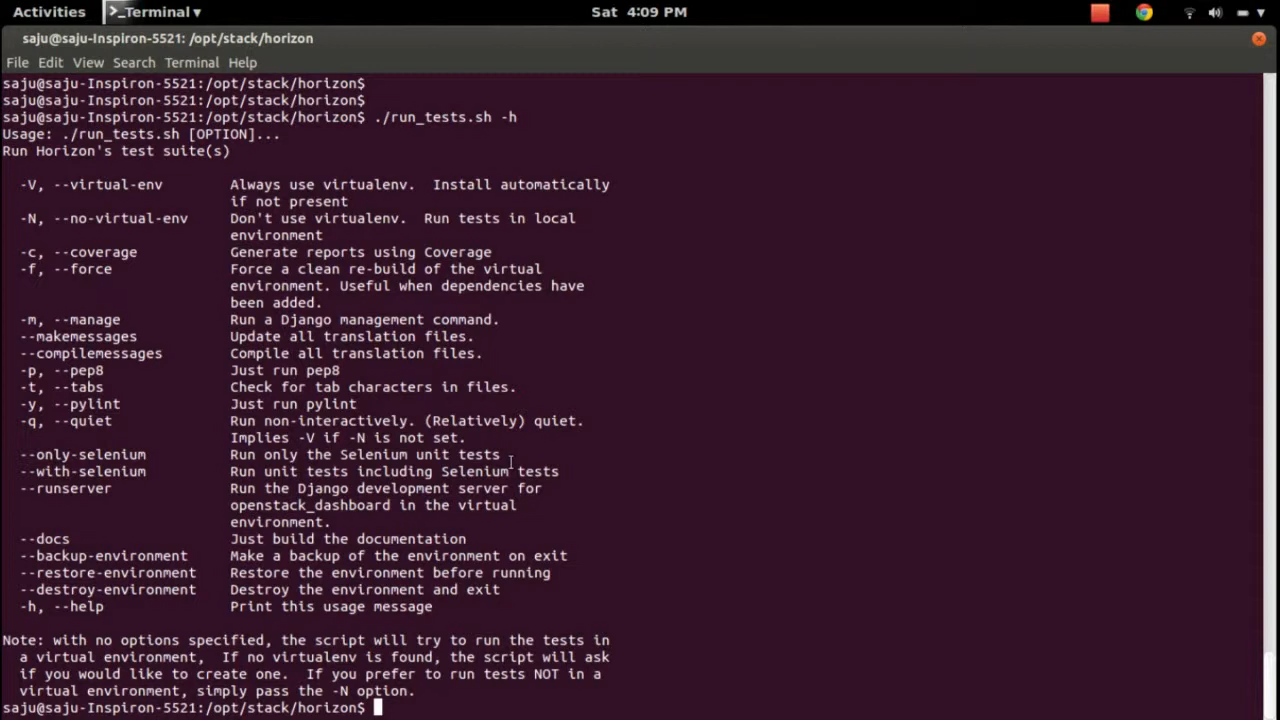 Activities >_Terminal ▾ Sat 4:09 PM
saju@saju-Inspiron-5521: /opt/stack/horizon
File Edit View Search Terminal Help
saju@saju-Inspiron-5521:/opt/stack/horizon$
saju@saju-Inspiron-5521:/opt/stack/horizon$
saju@saju-Inspiron-5521:/opt/stack/horizon$ ./run_tests.sh -h
Usage: ./run_tests.sh [OPTION]...
Run Horizon's test suite(s)
-V, --virtual-env Always use virtualenv. Install automatically
if not present
-N, --no-virtual-env Don't use virtualenv. Run tests in local
environment
-c, --coverage Generate reports using Coverage
-f, --force Force a clean re-build of the virtual
environment. Useful when dependencies have
been added.
-m, --manage Run a Django management command.
--makemessages Update all translation files.
--compilemessages Compile all translation files.
-p, --pep8 Just run pep8
-t, --tabs Check for tab characters in files.
-y, --pylint Just run pylint
-q, --quiet Run non-interactively. (Relatively) quiet.
Implies -V if -N is not set.
--only-selenium Run only the Selenium unit tests
--with-selenium Run unit tests including Selenium tests
--runserver Run the Django development server for
openstack_dashboard in the virtual
environment.
--docs Just build the documentation
--backup-environment Make a backup of the environment on exit
--restore-environment Restore the environment before running
--destroy-environment Destroy the environment and exit
-h, --help Print this usage message
Note: with no options specified, the script will try to run the tests in
a virtual environment, If no virtualenv is found, the script will ask
if you would like to create one. If you prefer to run tests NOT in a
virtual environment, simply pass the -N option.
saju@saju-Inspiron-5521:/opt/stack/horizon$